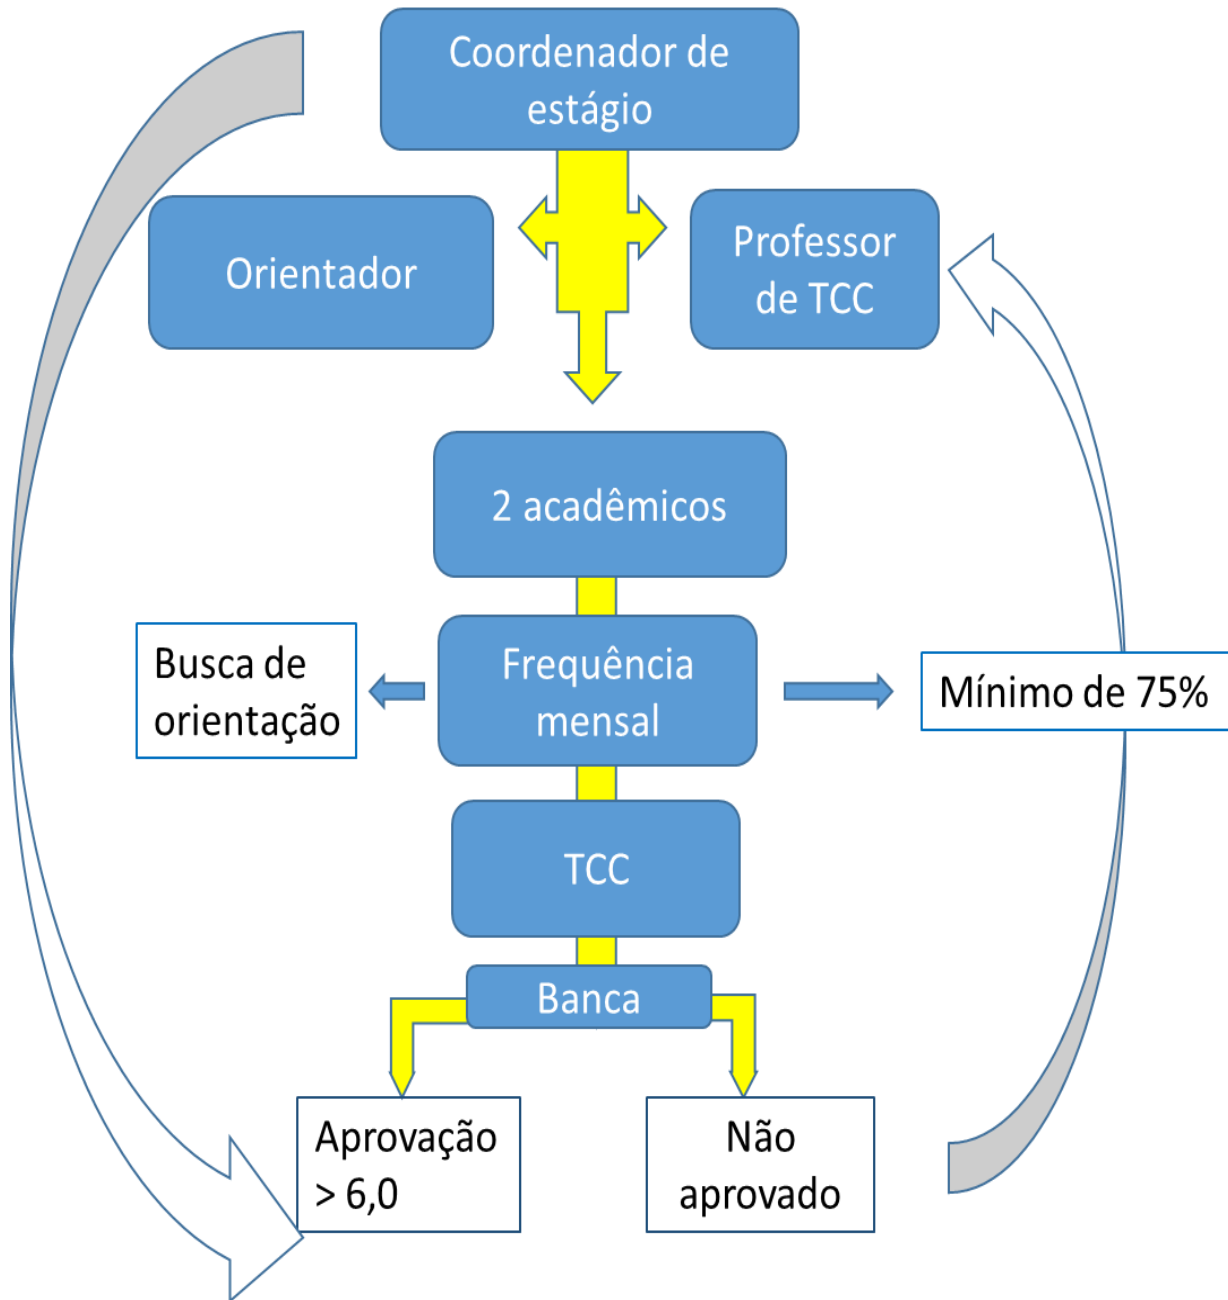 Coordenador de
estágio
Orientador
Professor
de TCC
2 acadêmicos
Busca de
orientação
Frequência
mensal
Mínimo de 75%
TCC
Banca
Aprovação
> 6,0
Não
aprovado